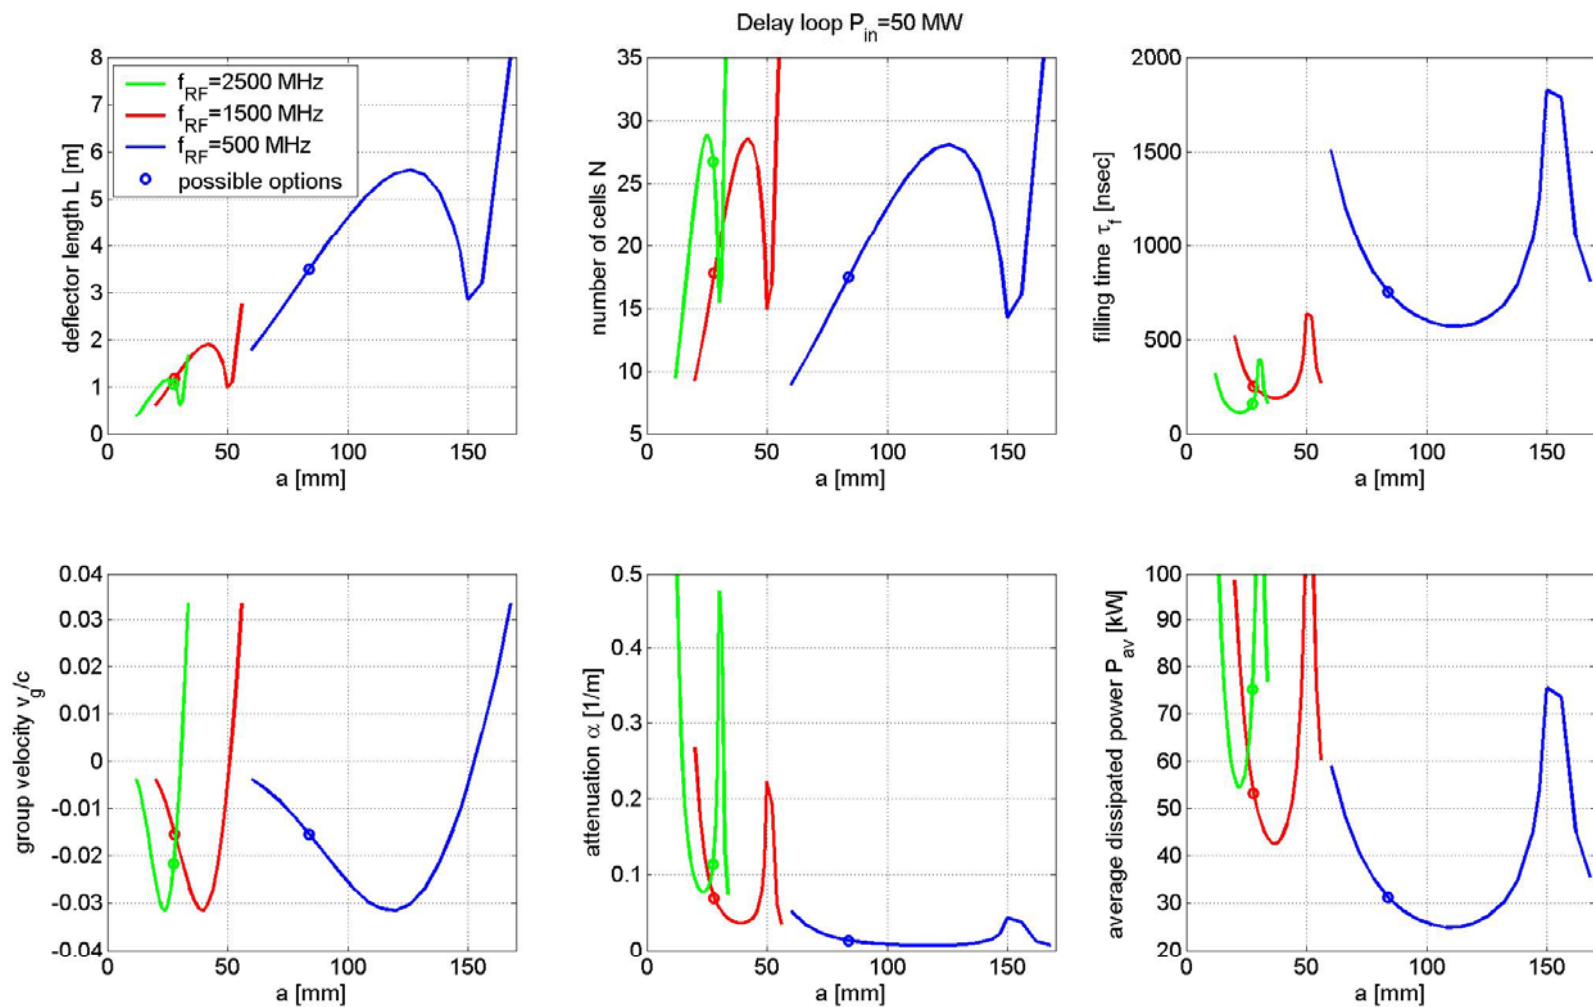 Delay loop P_in=50 MW
deflector length L [m]
8
7
6
5
4
3
2
1
0
f_RF=2500 MHz
f_RF=1500 MHz
f_RF=500 MHz
possible options
0 50 100 150
a [mm]
number of cells N
35
30
25
20
15
10
5
0 50 100 150
a [mm]
filling time τ_f [nsec]
2000
1500
1000
500
0
0 50 100 150
a [mm]
group velocity v_g/c
0.04
0.03
0.02
0.01
0
-0.01
-0.02
-0.03
-0.04
0 50 100 150
a [mm]
attenuation α [1/m]
0.5
0.4
0.3
0.2
0.1
0
0 50 100 150
a [mm]
average dissipated power P_av [kW]
100
90
80
70
60
50
40
30
20
0 50 100 150
a [mm]